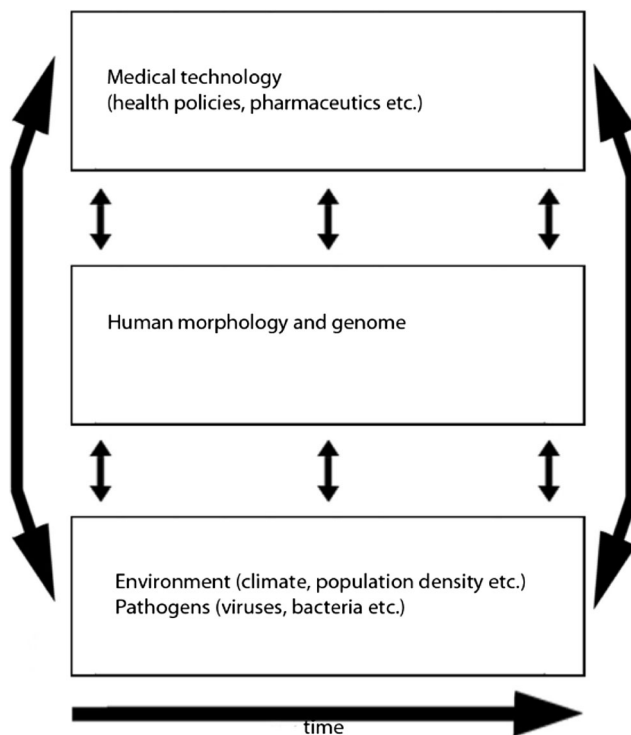 Medical technology
(health policies, pharmaceutics etc.)
Human morphology and genome
Environment (climate, population density etc.)
Pathogens (viruses, bacteria etc.)
time